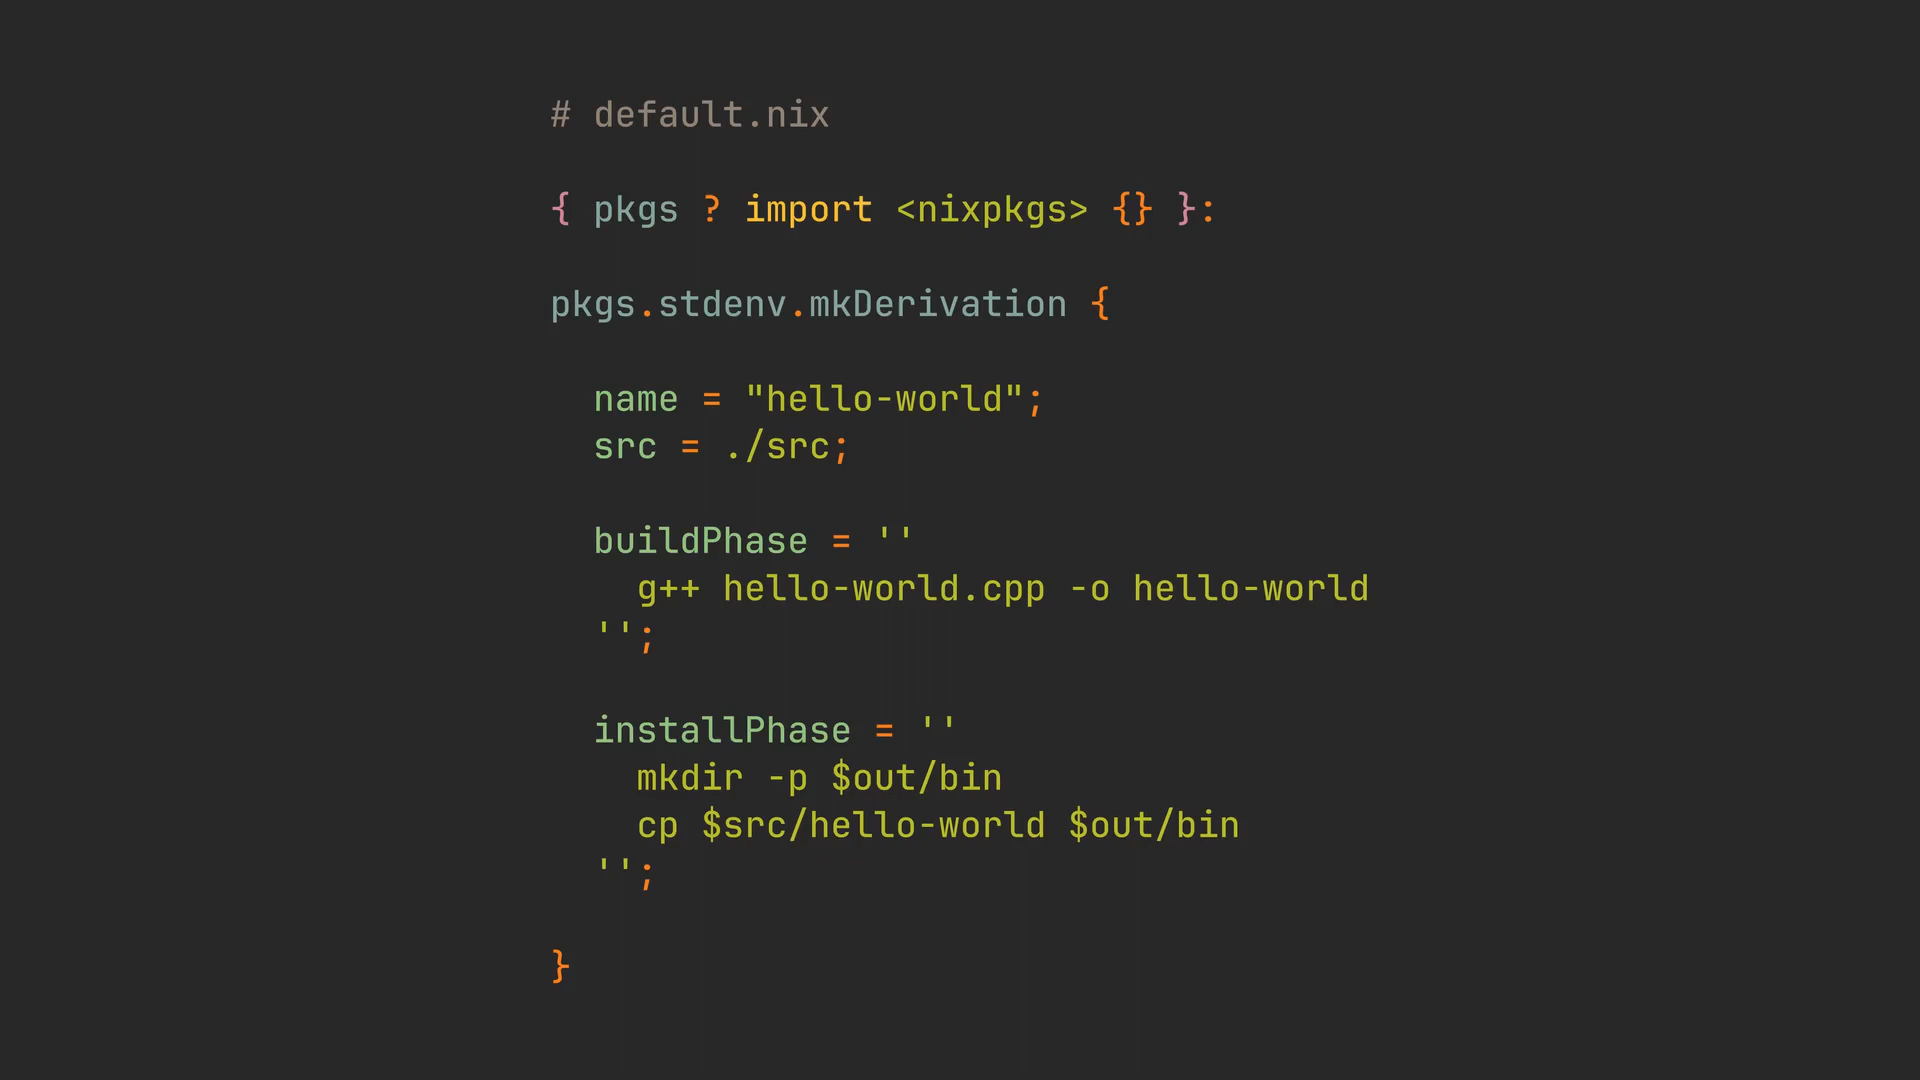 # default.nix
{ pkgs ? import <nixpkgs> {} }:
pkgs.stdenv.mkDerivation {
name = "hello-world";
src = ./src;
buildPhase = ''
g++ hello-world.cpp -o hello-world
'';
installPhase = ''
mkdir -p $out/bin
cp $src/hello-world $out/bin
'';
}